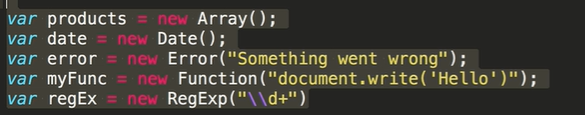 var products = new Array();
var date = new Date();
var error = new Error("Something went wrong");
var myFunc = new Function("document.write('Hello')");
var regEx = new RegExp("\\d+")